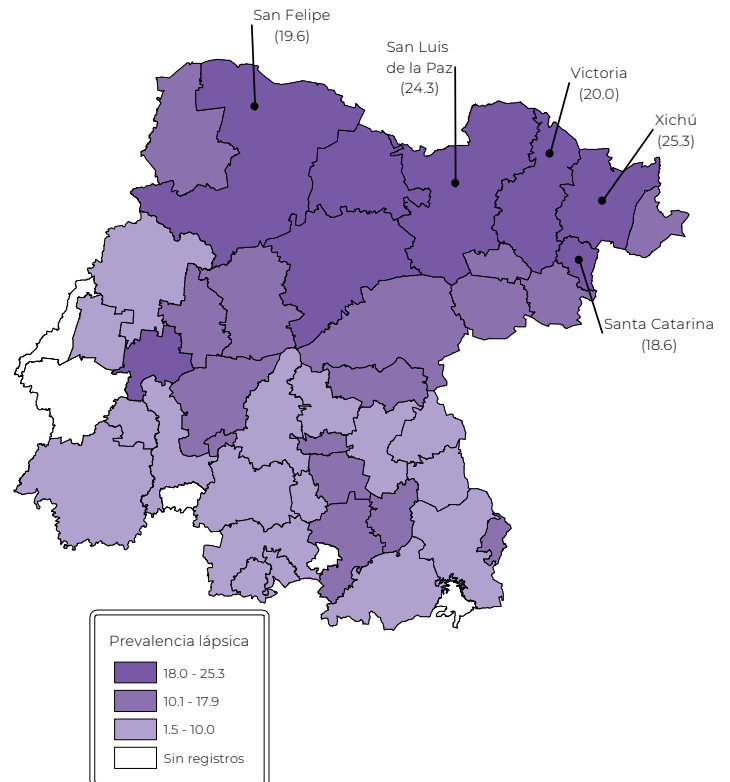 San Felipe
(19.6)
San Luis
de la Paz
(24.3)
Victoria
(20.0)
Xichú
(25.3)
Santa Catarina
(18.6)
Prevalencia lápsica
18.0 - 25.3
10.1 - 17.9
1.5 - 10.0
Sin registros